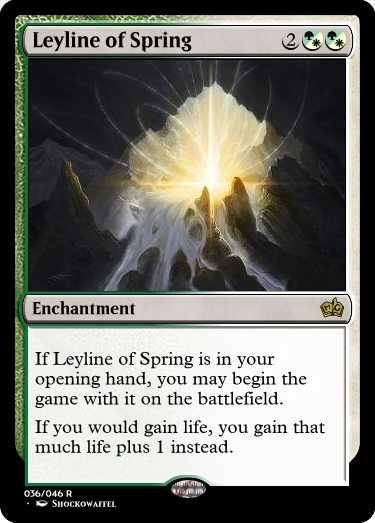 Leyline of Spring 2
Enchantment
If Leyline of Spring is in your
opening hand, you may begin the
game with it on the battlefield.
If you would gain life, you gain that
much life plus 1 instead.
036/046 R
· Shockowaffel